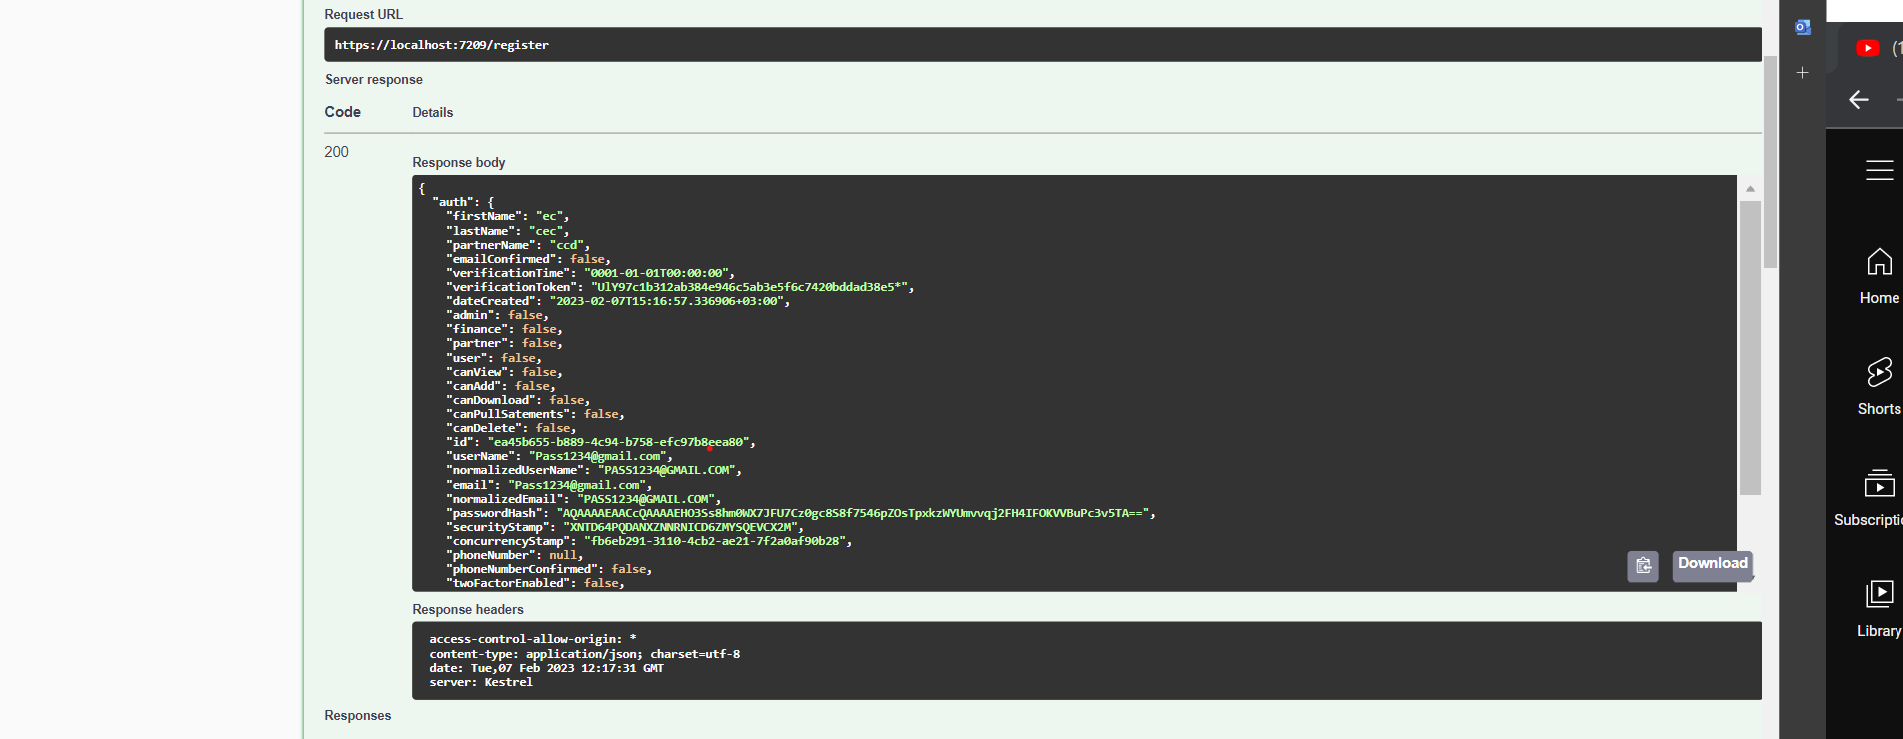 Request URL
https://localhost:7209/register
Server response
Code Details
200
Response body
{
"auth": {
"firstName": "ec",
"lastName": "cec",
"partnerName": "ccd",
"emailConfirmed": false,
"verificationTime": "0001-01-01T00:00:00",
"verificationToken": "UlY97c1b312ab384e946c5ab3e5f6c7420bddad38e5*",
"dateCreated": "2023-02-07T15:16:57.336906+03:00",
"admin": false,
"finance": false,
"partner": false,
"user": false,
"canView": false,
"canAdd": false,
"canDownload": false,
"canPullSatements": false,
"canDelete": false,
"id": "ea45b655-b889-4c94-b758-efc97b8eea80",
"userName": "Pass1234@gmail.com",
"normalizedUserName": "PASS1234@GMAIL.COM",
"email": "Pass1234@gmail.com",
"normalizedEmail": "PASS1234@GMAIL.COM",
"passwordHash": "AQAAAAEAACcQAAAAEHO3Ss8hm0WX7JFU7Cz0gc8S8f7546pZOsTpxkzWYUmvvqj2FH4IFOKVVBuPc3v5TA==",
"securityStamp": "XNTD64PQDANXZNNRNICD6ZMYSQEVCX2M",
"concurrencyStamp": "fb6eb291-3110-4cb2-ae21-7f2a0af90b28",
"phoneNumber": null,
"phoneNumberConfirmed": false,
"twoFactorEnabled": false,
Download
Response headers
access-control-allow-origin: *
content-type: application/json; charset=utf-8
date: Tue,07 Feb 2023 12:17:31 GMT
server: Kestrel
Responses
(1
Home
Shorts
Subscriptio
Library